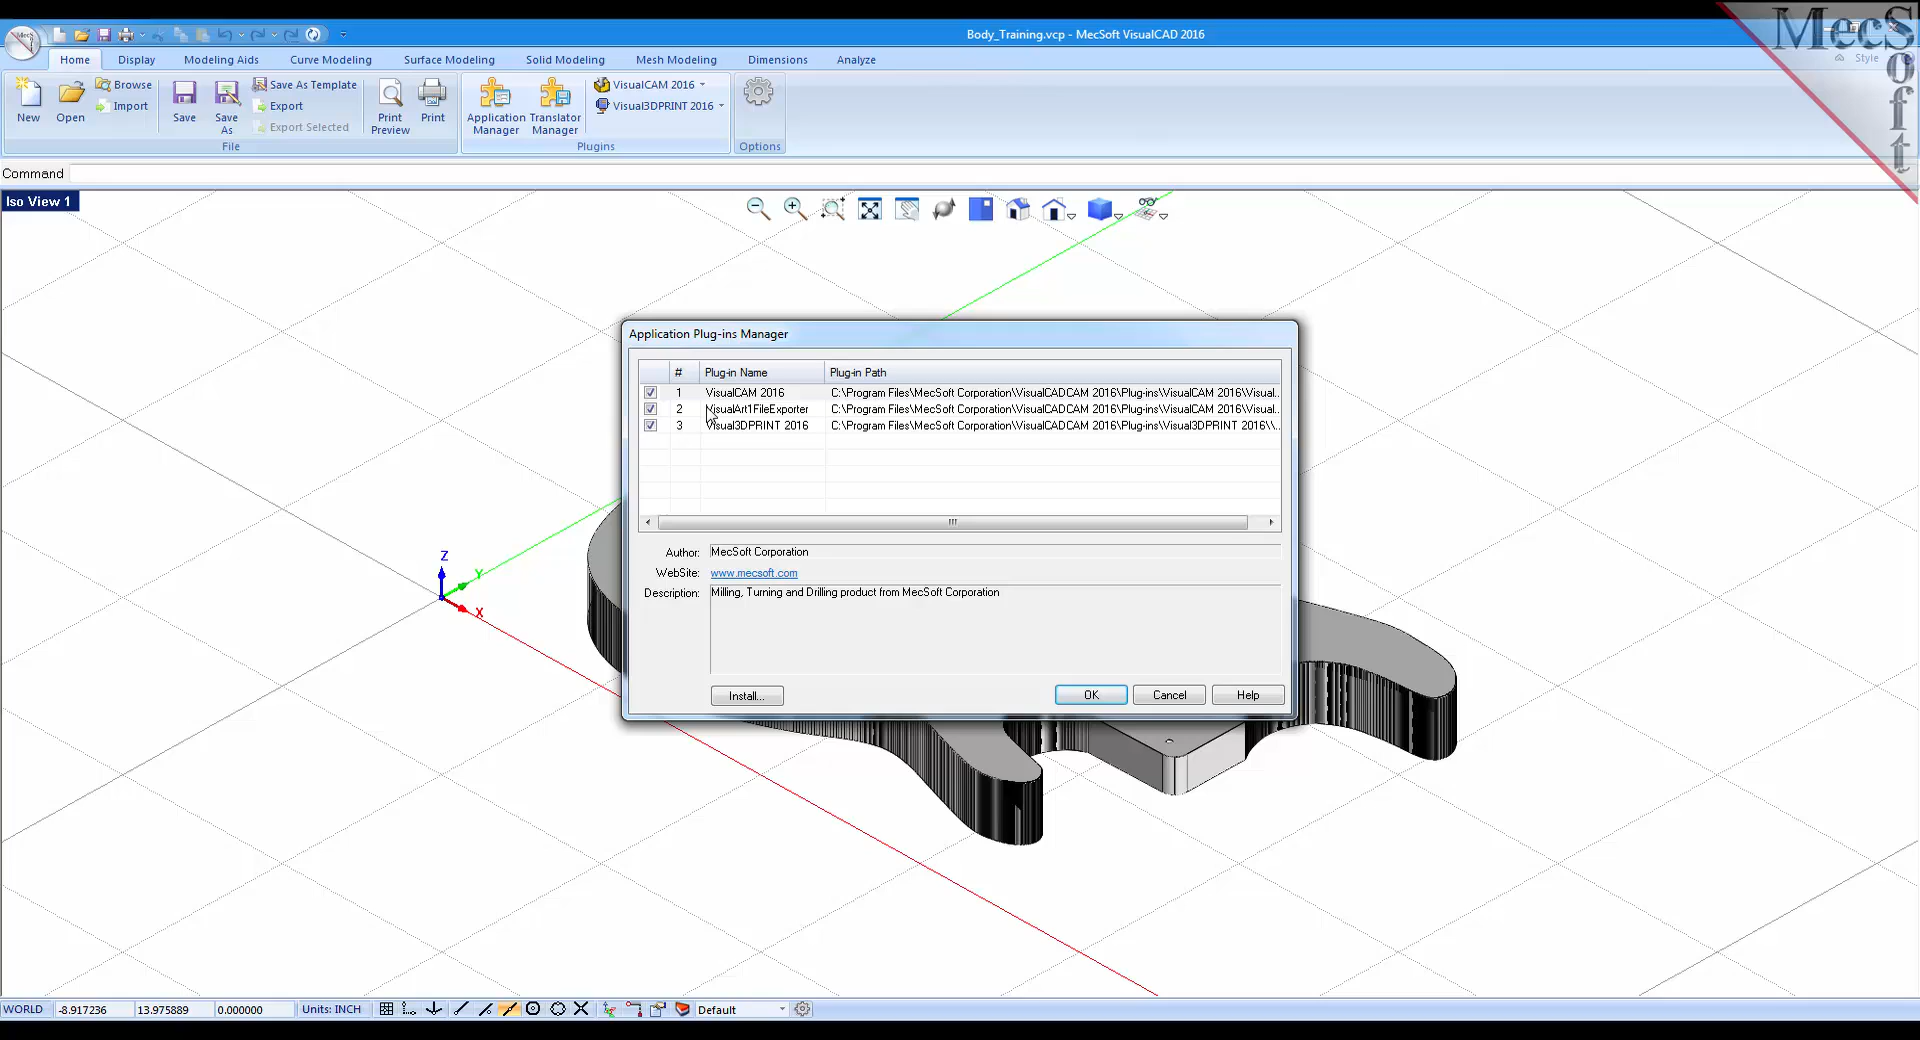 Body_Training.vcp - MecSoft VisualCAD 2016
MecSoft
Style
Home Display Modeling Aids Curve Modeling Surface Modeling Solid Modeling Mesh Modeling Dimensions Analyze
New
Open
Browse
Import
Save
Save As
Save As Template
Export
Export Selected
Print Preview
Print
File
Application Manager
Translator Manager
VisualCAM 2016
Visual3DPRINT 2016
Plugins
Options
Command
Iso View 1
Application Plug-ins Manager
# Plug-in Name Plug-in Path
1 VisualCAM 2016 C:\Program Files\MecSoft Corporation\VisualCADCAM 2016\Plug-ins\VisualCAM 2016\Visual...
2 VisualArt1FileExporter C:\Program Files\MecSoft Corporation\VisualCADCAM 2016\Plug-ins\VisualCAM 2016\Visual...
3 Visual3DPRINT 2016 C:\Program Files\MecSoft Corporation\VisualCADCAM 2016\Plug-ins\Visual3DPRINT 2016\\...
Author: MecSoft Corporation
WebSite: www.mecsoft.com
Description: Milling, Turning and Drilling product from MecSoft Corporation
Install... OK Cancel Help
Z
Y
X
WORLD -8.917236 13.975889 0.000000 Units: INCH Default